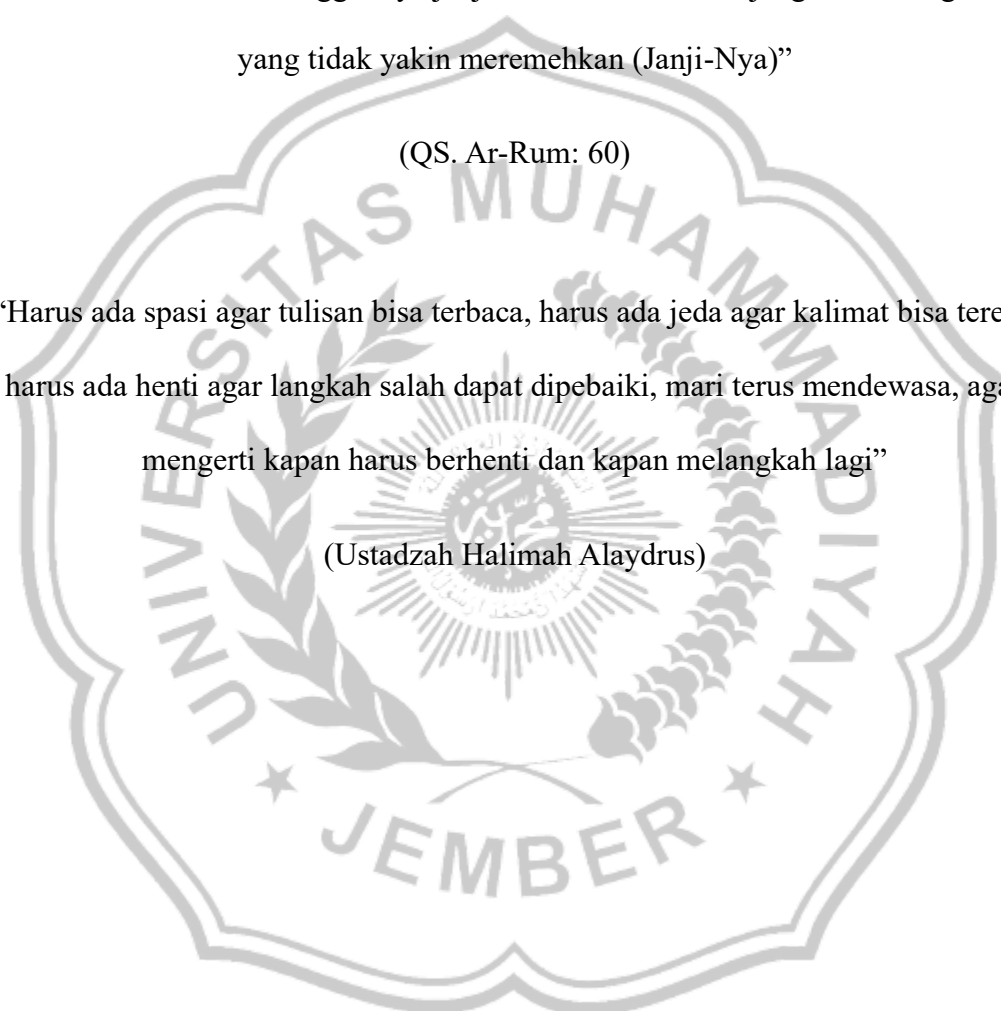 yang tidak yakin meremehkan (Janji-Nya)”
(QS. Ar-Rum: 60)
“Harus ada spasi agar tulisan bisa terbaca, harus ada jeda agar kalimat bisa
harus ada henti agar langkah salah dapat dipebaiki, mari terus mendewasa,
mengerti kapan harus berhenti dan kapan melangkah lagi”
(Ustadzah Halimah Alaydrus)
UNIVERSITAS MUHAMMADIYAH
JEMBER